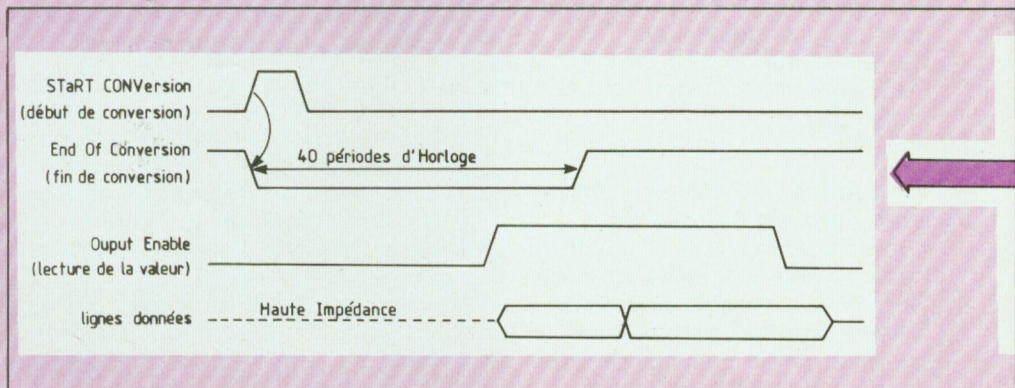 STaRT CONVersion
(début de conversion)
End Of Conversion
(fin de conversion)
40 périodes d'Horloge
Ouput Enable
(lecture de la valeur)
lignes données
Haute Impédance